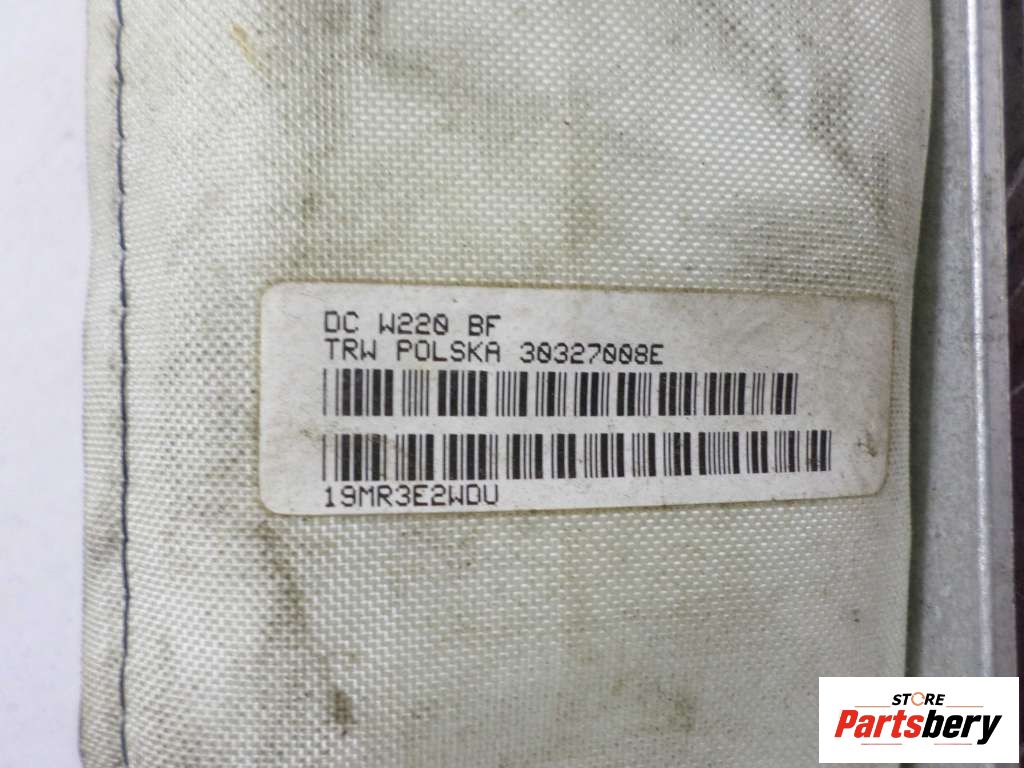 DC W220 BF
TRW POLSKA 30327008E
19MR3E2WDU
STORE
Partsbery